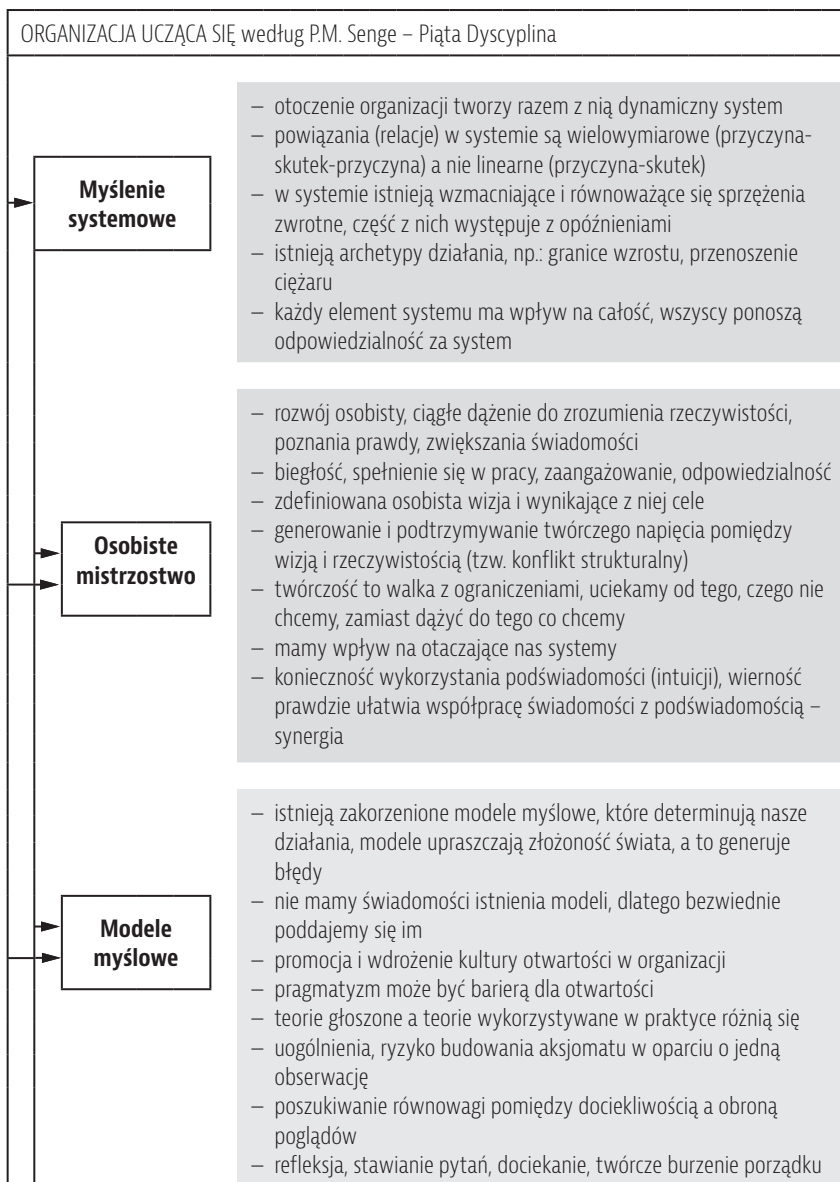 ORGANIZACJA UCZĄCA SIĘ według P.M. Senge – Piąta Dyscyplina
Myślenie
systemowe
– otoczenie organizacji tworzy razem z nią dynamiczny system
– powiązania (relacje) w systemie są wielowymiarowe (przyczyna-
skutek-przyczyna) a nie linearne (przyczyna-skutek)
– w systemie istnieją wzmacniające i równoważące się sprzężenia
zwrotne, część z nich występuje z opóźnieniami
– istnieją archetypy działania, np.: granice wzrostu, przenoszenie
ciężaru
– każdy element systemu ma wpływ na całość, wszyscy ponoszą
odpowiedzialność za system
Osobiste
mistrzostwo
– rozwój osobisty, ciągłe dążenie do zrozumienia rzeczywistości,
poznania prawdy, zwiększania świadomości
– biegłość, spełnienie się w pracy, zaangażowanie, odpowiedzialność
– zdefiniowana osobista wizja i wynikające z niej cele
– generowanie i podtrzymywanie twórczego napięcia pomiędzy
wizją i rzeczywistością (tzw. konflikt strukturalny)
– twórczość to walka z ograniczeniami, uciekamy od tego, czego nie
chcemy, zamiast dążyć do tego co chcemy
– mamy wpływ na otaczające nas systemy
– konieczność wykorzystania podświadomości (intuicji), wierność
prawdzie ułatwia współpracę świadomości z podświadomością –
synergia
Modele
myślowe
– istnieją zakorzenione modele myślowe, które determinują nasze
działania, modele upraszczają złożoność świata, a to generuje
błędy
– nie mamy świadomości istnienia modeli, dlatego bezwiednie
poddajemy się im
– promocja i wdrożenie kultury otwartości w organizacji
– pragmatyzm może być barierą dla otwartości
– teorie głoszone a teorie wykorzystywane w praktyce różnią się
– uogólnienia, ryzyko budowania aksjomatu w oparciu o jedną
obserwację
– poszukiwanie równowagi pomiędzy dociekliwością a obroną
poglądów
– refleksja, stawianie pytań, dociekanie, twórcze burzenie porządku